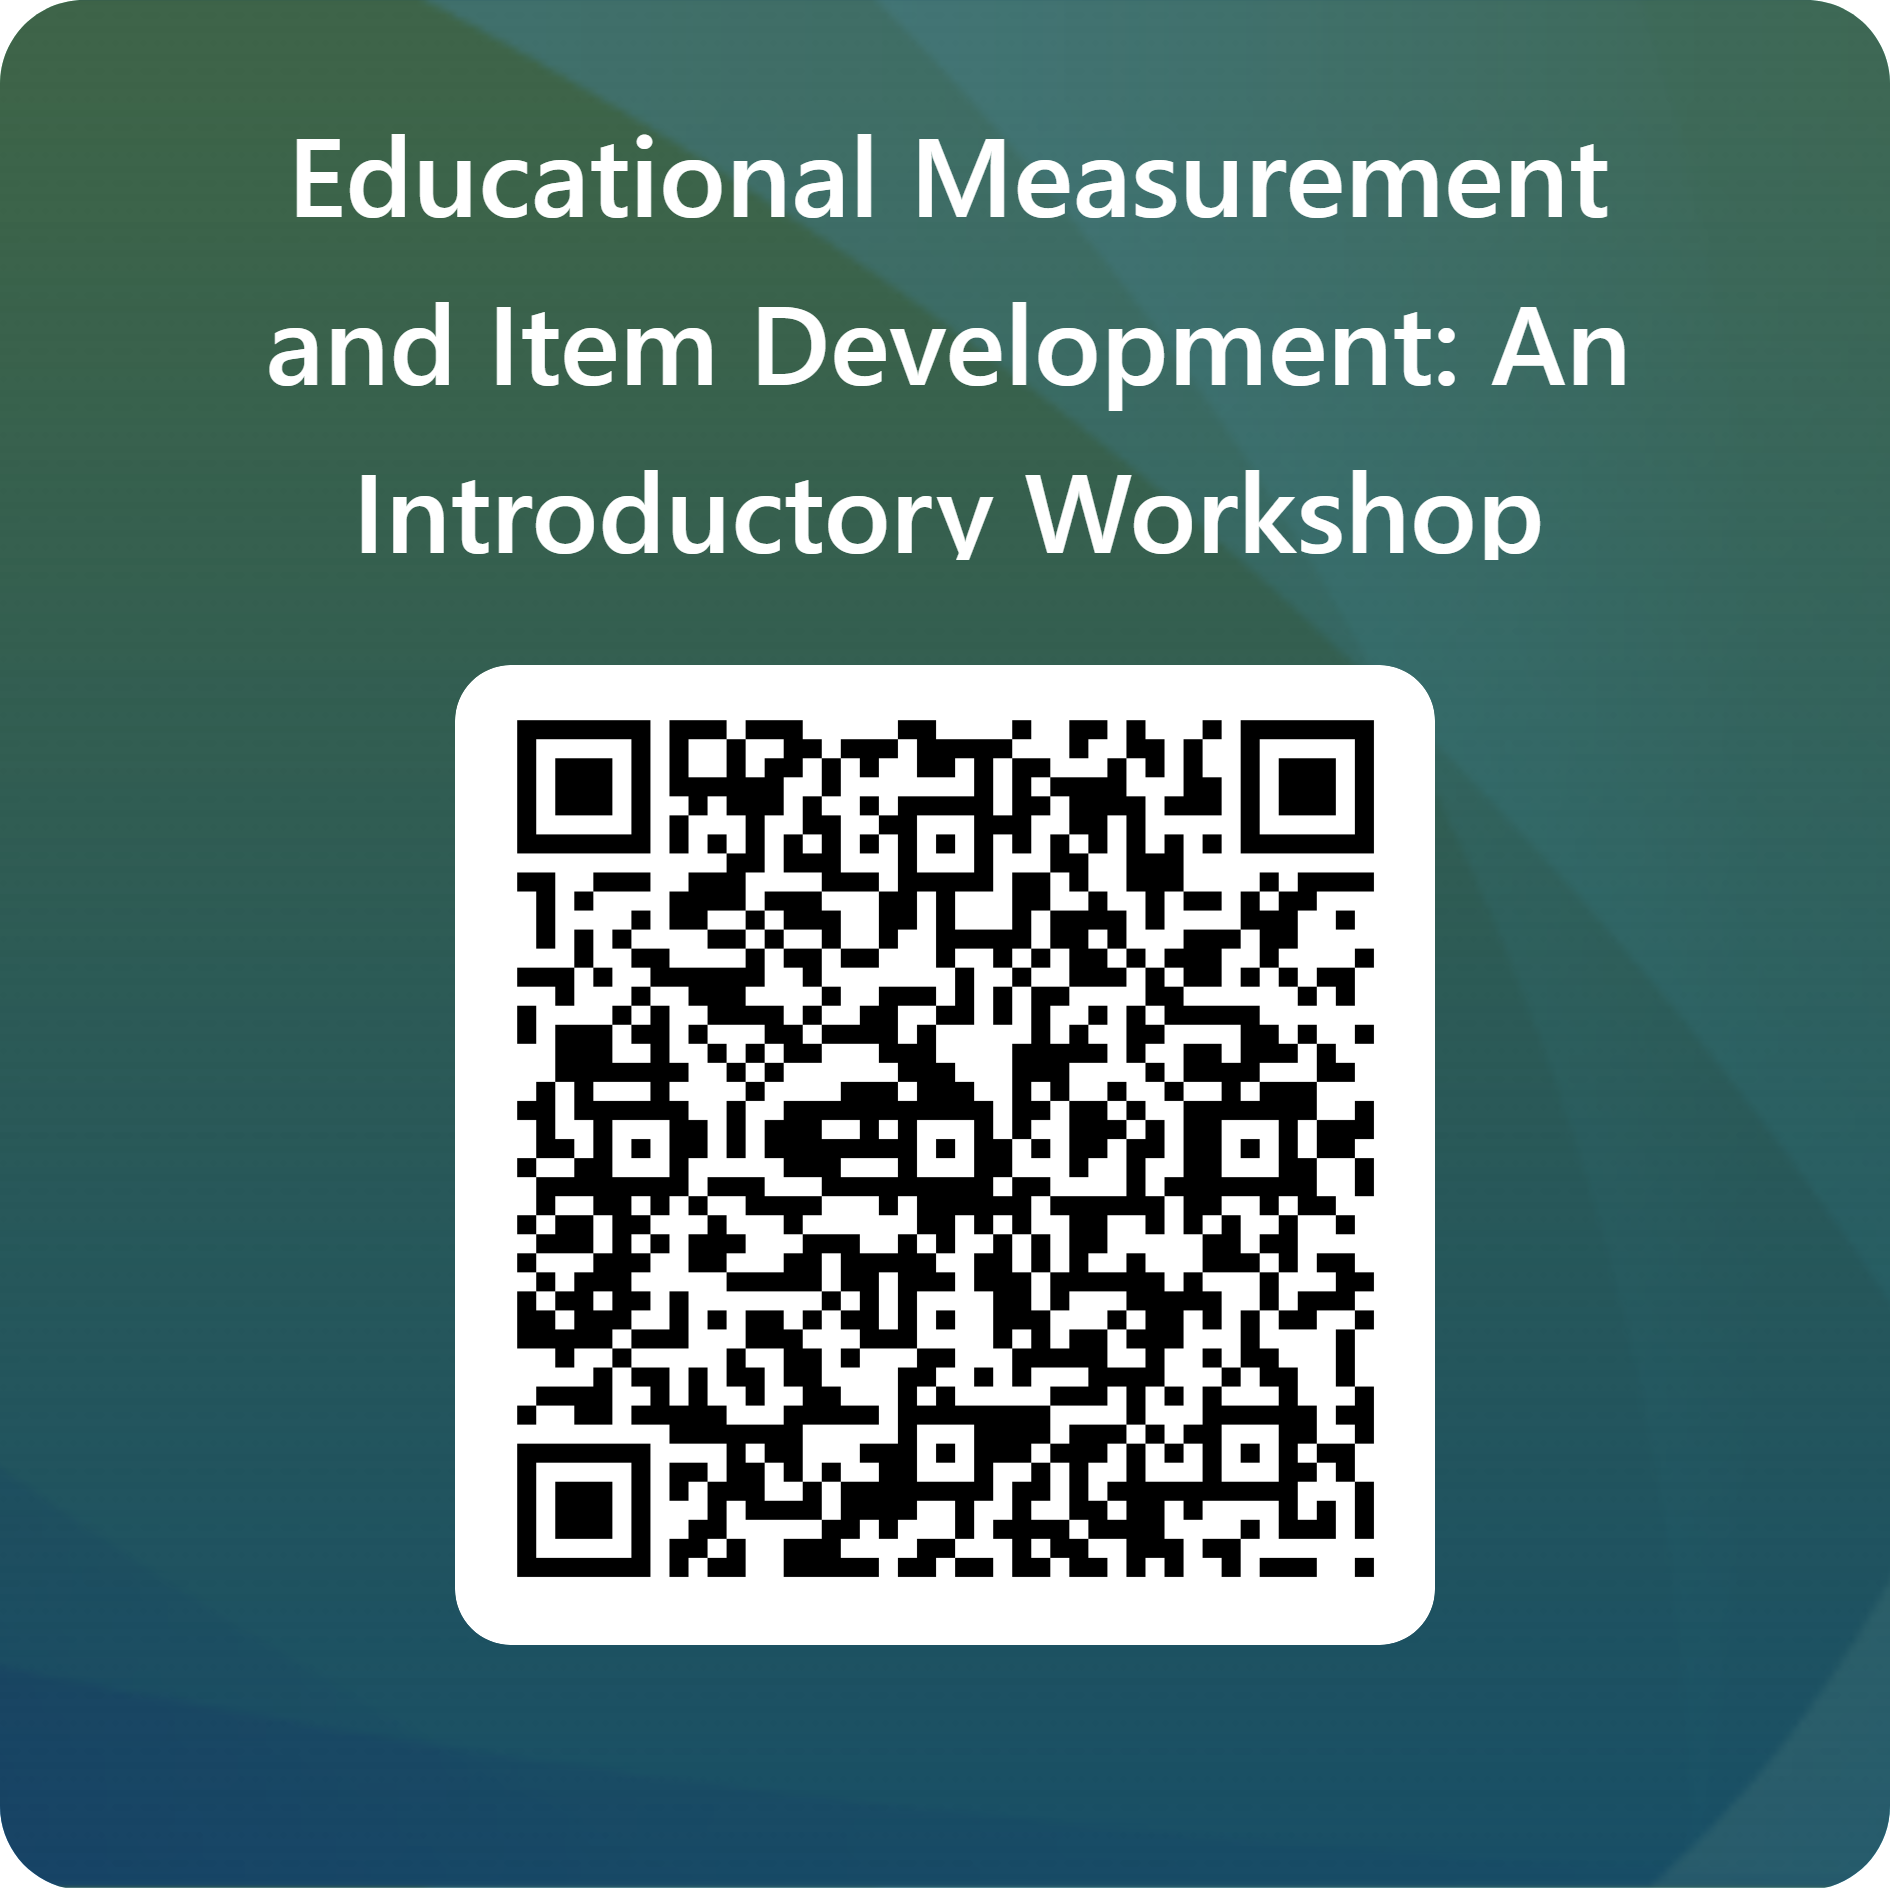 Educational Measurement
and Item Development: An
Introductory Workshop